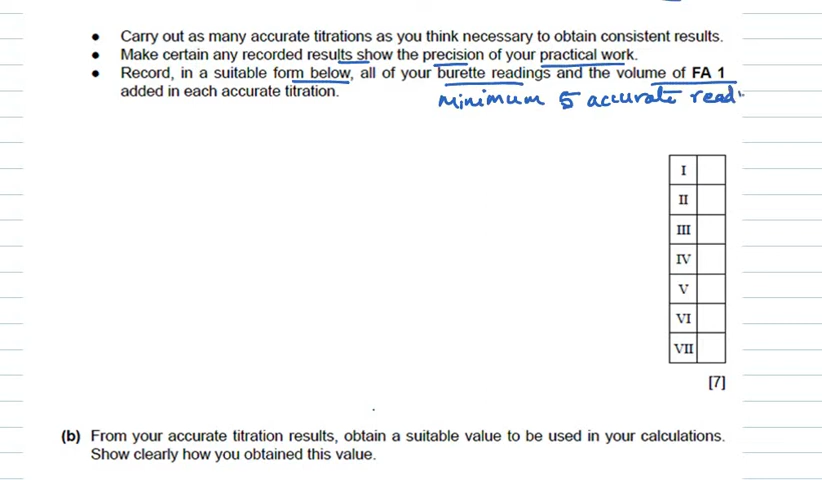 • Carry out as many accurate titrations as you think necessary to obtain consistent results.
• Make certain any recorded results show the precision of your practical work.
• Record, in a suitable form below, all of your burette readings and the volume of FA 1
added in each accurate titration.
minimum 5 accurate read
I
II
III
IV
V
VI
VII
[7]
(b) From your accurate titration results, obtain a suitable value to be used in your calculations.
Show clearly how you obtained this value.